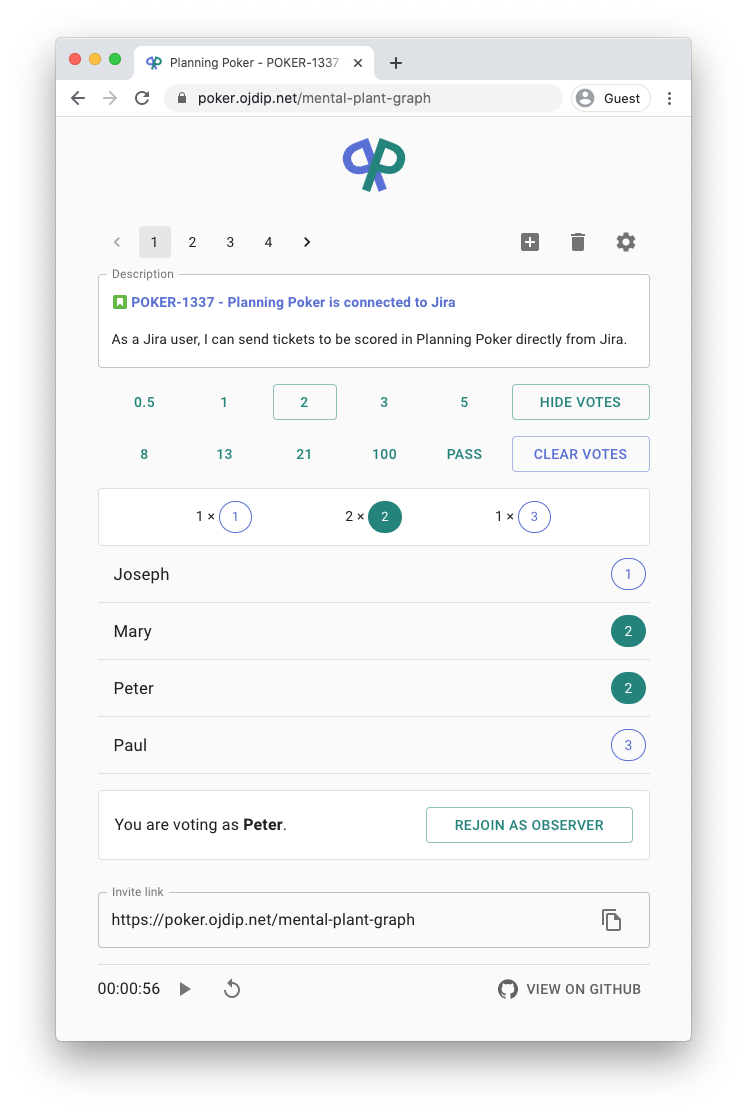 Planning Poker - POKER-1337
poker.ojdip.net/mental-plant-graph
Guest
1 2 3 4
Description
POKER-1337 - Planning Poker is connected to Jira
As a Jira user, I can send tickets to be scored in Planning Poker directly from Jira.
0.5 1 2 3 5 HIDE VOTES
8 13 21 100 PASS CLEAR VOTES
1 × 1 2 × 2 1 × 3
Joseph 1
Mary 2
Peter 2
Paul 3
You are voting as Peter. REJOIN AS OBSERVER
Invite link
https://poker.ojdip.net/mental-plant-graph
00:00:56 VIEW ON GITHUB